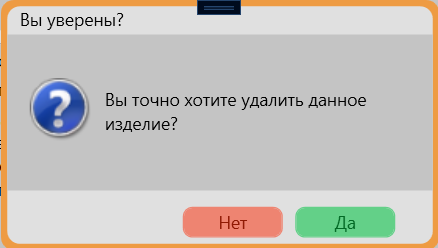 Вы уверены?
Вы точно хотите удалить данное
изделие?
Нет
Да